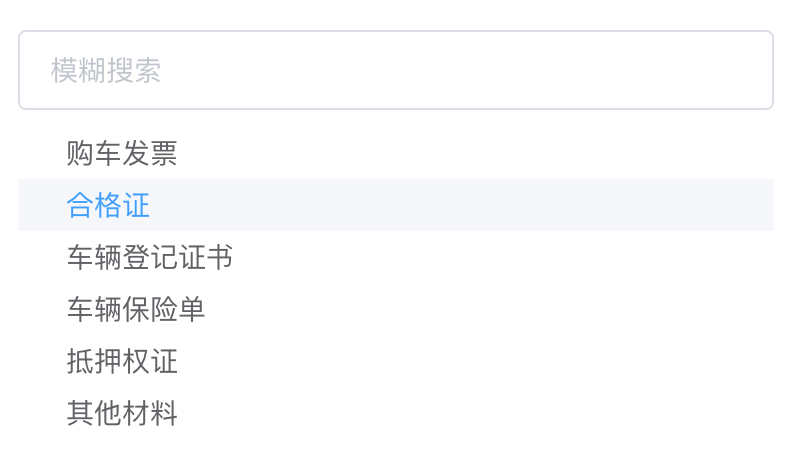 模糊搜索
购车发票
合格证
车辆登记证书
车辆保险单
抵押权证
其他材料